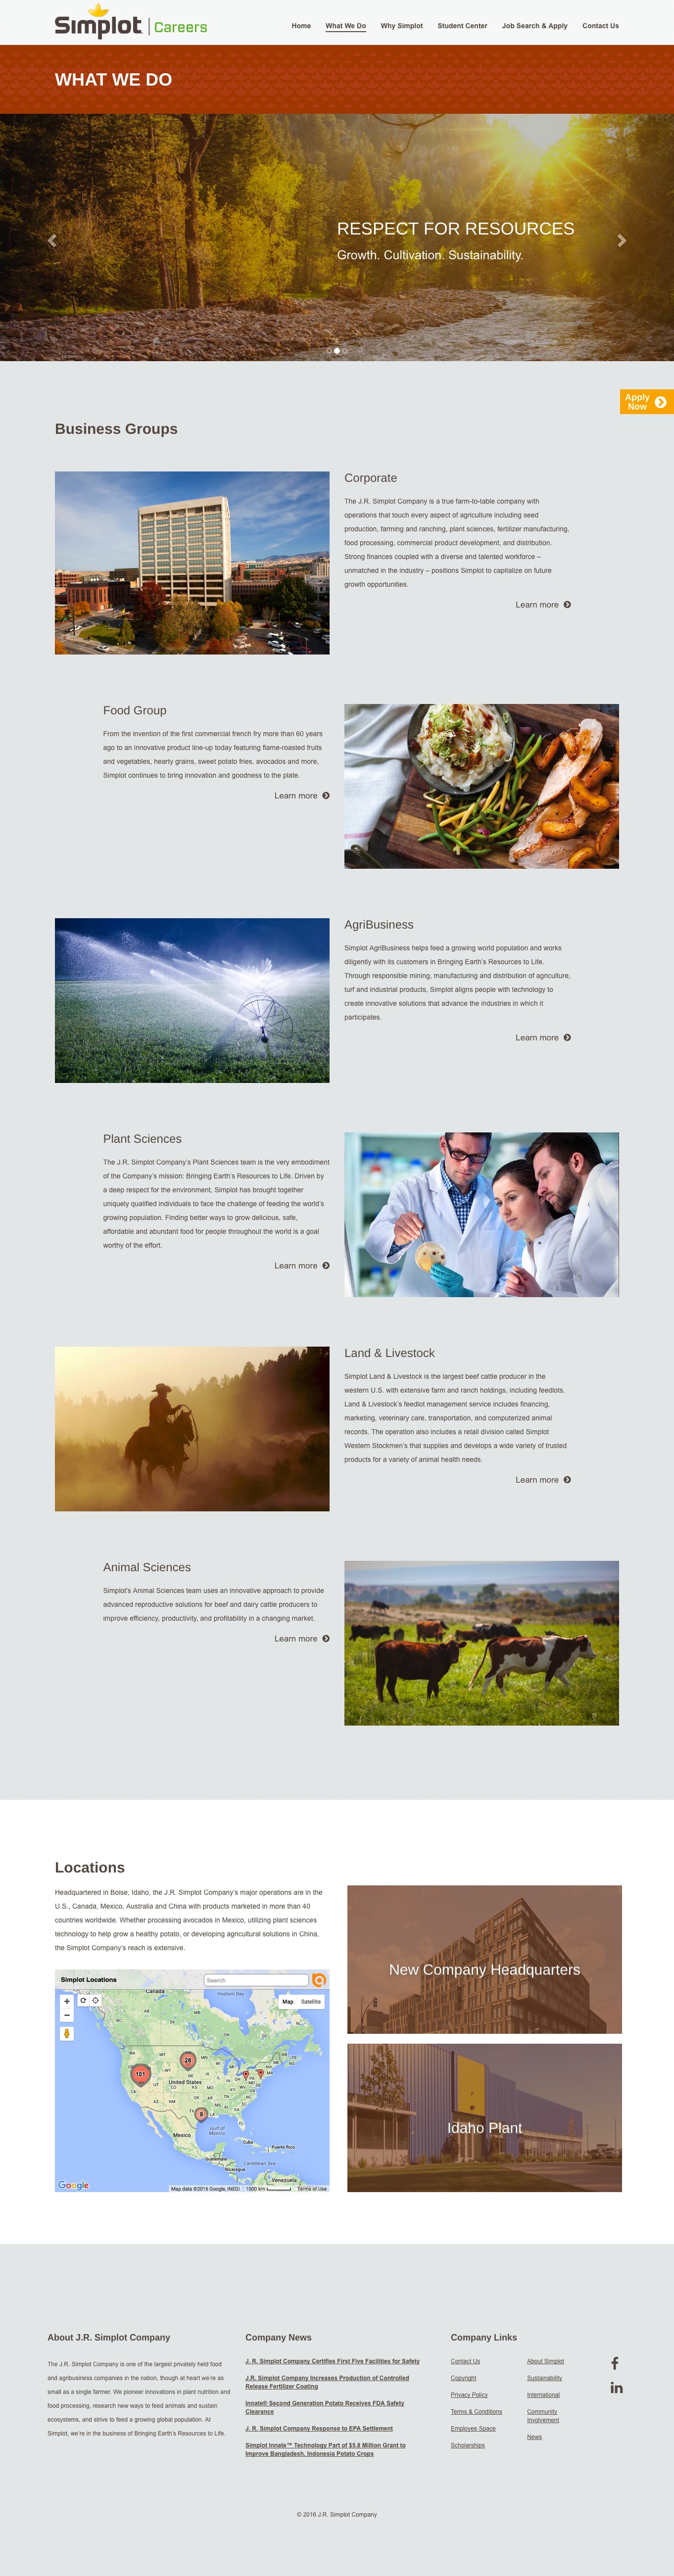 Simplot | Careers
Home What We Do Why Simplot Student Center Job Search & Apply Contact Us
WHAT WE DO
RESPECT FOR RESOURCES
Growth. Cultivation. Sustainability.
Apply
Now
Business Groups
Corporate
The J.R. Simplot Company is a true farm-to-table company with
operations that touch every aspect of agriculture including seed
production, farming and ranching, plant sciences, fertilizer manufacturing,
food processing, commercial product development, and distribution.
Strong finances coupled with a diverse and talented workforce –
unmatched in the industry – positions Simplot to capitalize on future
growth opportunities.
Learn more
Food Group
From the invention of the first commercial french fry more than 60 years
ago to an innovative product line-up today featuring flame-roasted fruits
and vegetables, hearty grains, sweet potato fries, avocados and more,
Simplot continues to bring innovation and goodness to the plate.
Learn more
AgriBusiness
Simplot AgriBusiness helps feed a growing world population and works
diligently with its customers in Bringing Earth's Resources to Life.
Through responsible mining, manufacturing and distribution of agriculture,
turf and industrial products, Simplot aligns people with technology to
create innovative solutions that advance the industries in which it
participates.
Learn more
Plant Sciences
The J.R. Simplot Company's Plant Sciences team is the very embodiment
of the Company's mission: Bringing Earth's Resources to Life. Driven by
a deep respect for the environment, Simplot has brought together
uniquely qualified individuals to face the challenge of feeding the world's
growing population. Finding better ways to grow delicious, safe,
affordable and abundant food for people throughout the world is a goal
worthy of the effort.
Learn more
Land & Livestock
Simplot Land & Livestock is the largest beef cattle producer in the
western U.S. with extensive farm and ranch holdings, including feedlots.
Land & Livestock's feedlot management service includes financing,
marketing, veterinary care, transportation, and computerized animal
records. The operation also includes a retail division called Simplot
Western Stockmen's that supplies and develops a wide variety of trusted
products for a variety of animal health needs.
Learn more
Animal Sciences
Simplot's Animal Sciences team uses an innovative approach to provide
advanced reproductive solutions for beef and dairy cattle producers to
improve efficiency, productivity, and profitability in a changing market.
Learn more
Locations
Headquartered in Boise, Idaho, the J.R. Simplot Company's major operations are in the
U.S., Canada, Mexico, Australia and China with products marketed in more than 40
countries worldwide. Whether processing avocados in Mexico, utilizing plant sciences
technology to help grow a healthy potato, or developing agricultural solutions in China,
the Simplot Company's reach is extensive.
Simplot Locations Search
Map Satellite
Canada
Hudson Bay
101
28
9
United States
Mexico
Gulf of
Mexico
Cuba
Puerto Rico
Guatemala
Caribbean Sea
Nicaragua
Venezuela
Google Map data ©2016 Google, INEGI 1000 km Terms of Use
New Company Headquarters
Idaho Plant
About J.R. Simplot Company
The J.R. Simplot Company is one of the largest privately held food
and agribusiness companies in the nation, though at heart we're as
small as a single farmer. We pioneer innovations in plant nutrition and
food processing, research new ways to feed animals and sustain
ecosystems, and strive to feed a growing global population. At
Simplot, we're in the business of Bringing Earth's Resources to Life.
Company News
J. R. Simplot Company Certifies First Five Facilities for Safety
J.R. Simplot Company Increases Production of Controlled
Release Fertilizer Coating
Innate® Second Generation Potato Receives FDA Safety
Clearance
J. R. Simplot Company Response to EPA Settlement
Simplot Innate™ Technology Part of $5.8 Million Grant to
Improve Bangladesh, Indonesia Potato Crops
Company Links
Contact Us
Copyright
Privacy Policy
Terms & Conditions
Employee Space
Scholarships
About Simplot
Sustainability
International
Community
Involvement
News
© 2016 J.R. Simplot Company